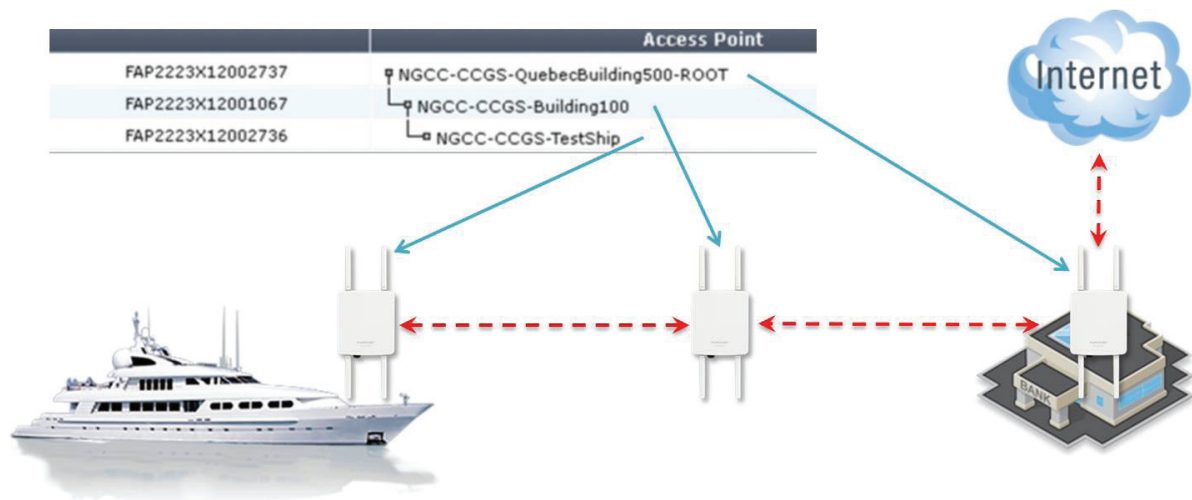 Access Point
FAP2223X12002737 NGCC-CCGS-QuebecBuilding500-ROOT
FAP2223X12001067 NGCC-CCGS-Building100
FAP2223X12002736 NGCC-CCGS-TestShip
Internet
BANK